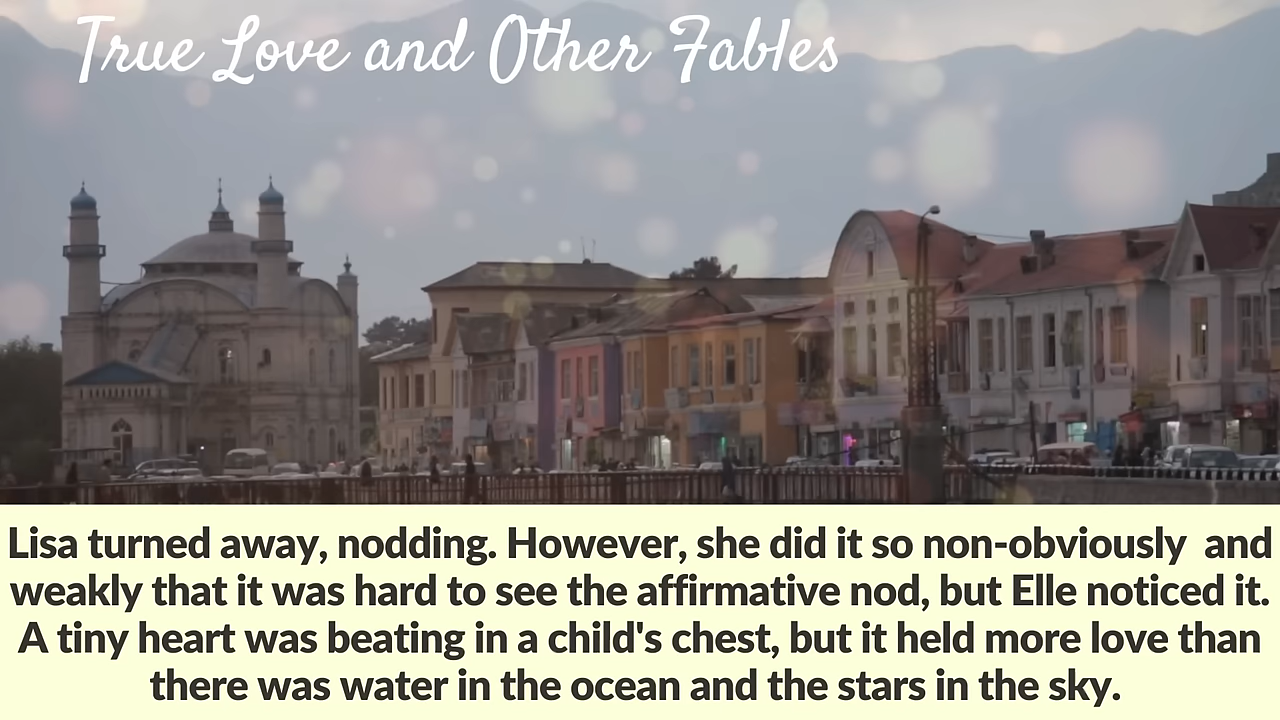 True Love and Other Fables
Lisa turned away, nodding. However, she did it so non-obviously  and
weakly that it was hard to see the affirmative nod, but Elle noticed it.
A tiny heart was beating in a child's chest, but it held more love than
there was water in the ocean and the stars in the sky.